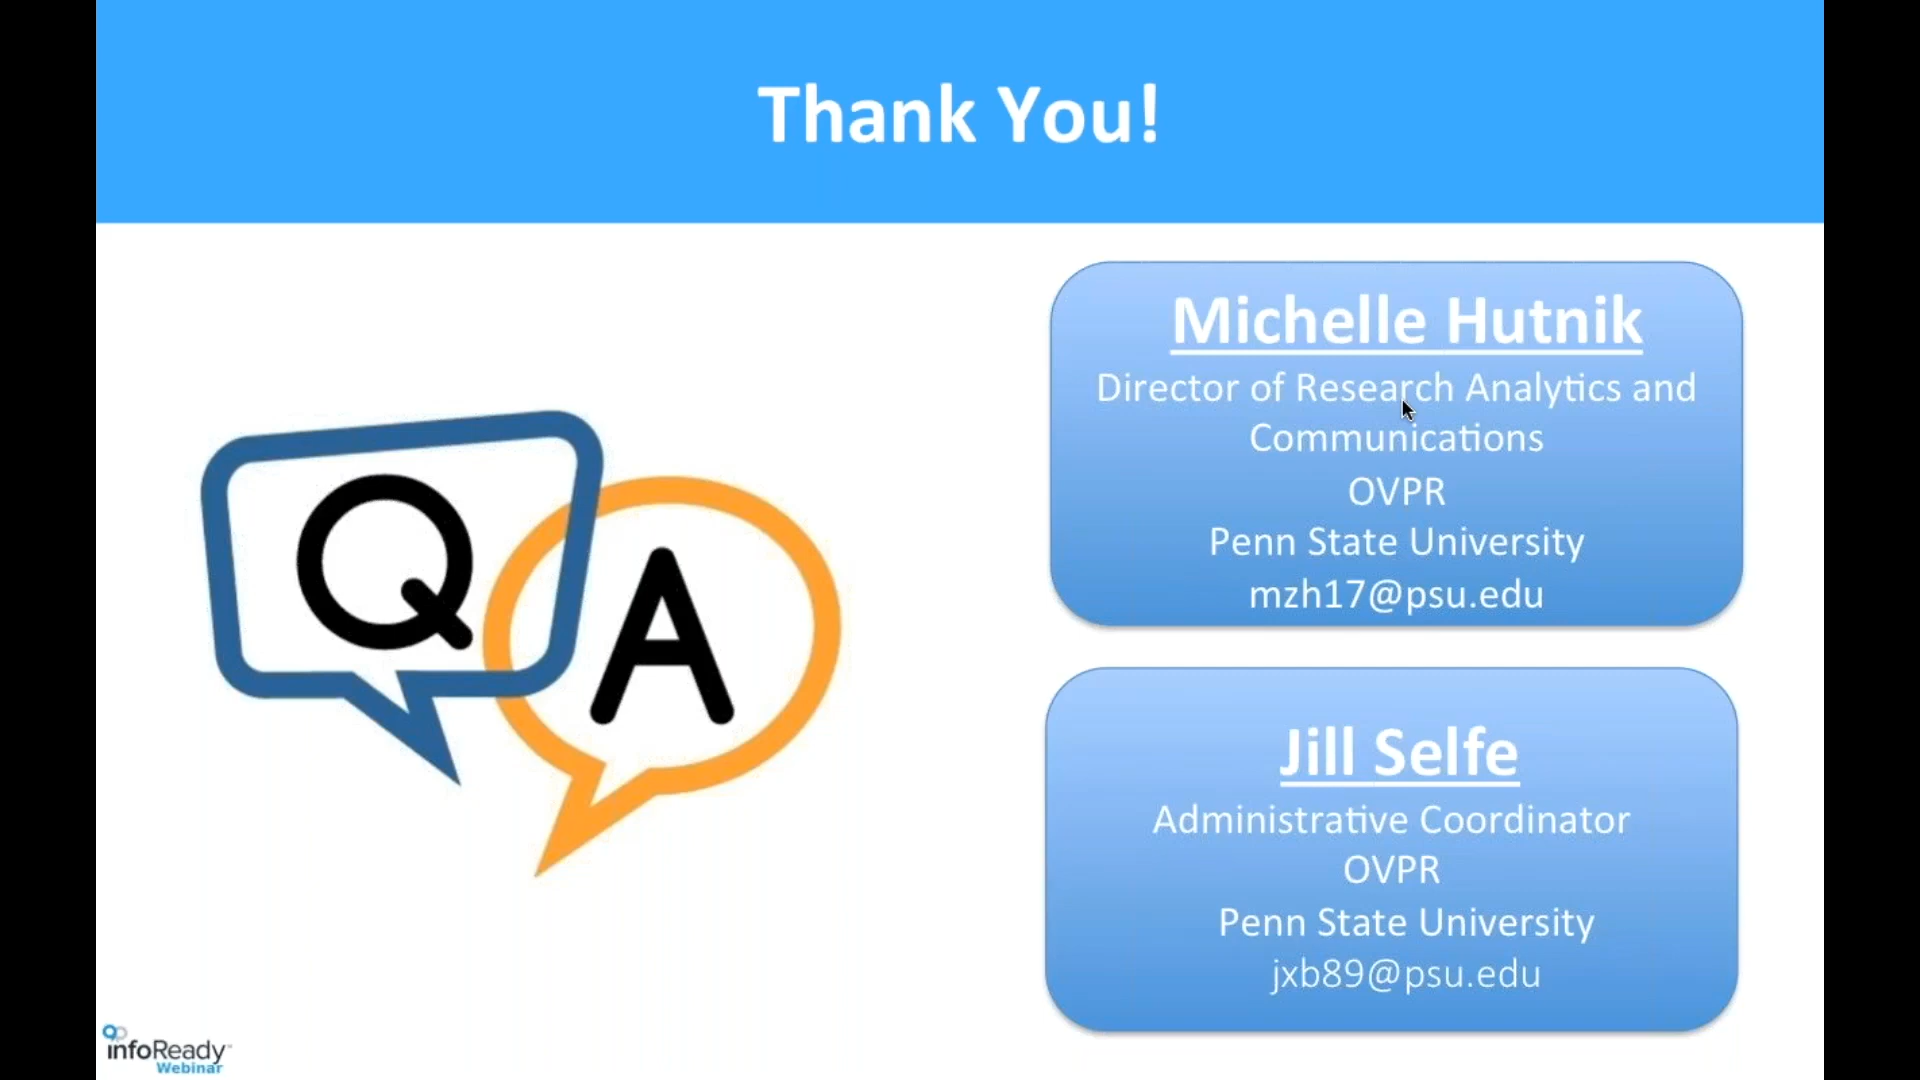 Thank You!
Q
A
Michelle Hutnik
Director of Research Analytics and
Communications
OVPR
Penn State University
mzh17@psu.edu
Jill Selfe
Administrative Coordinator
OVPR
Penn State University
jxb89@psu.edu
infoReady
Webinar